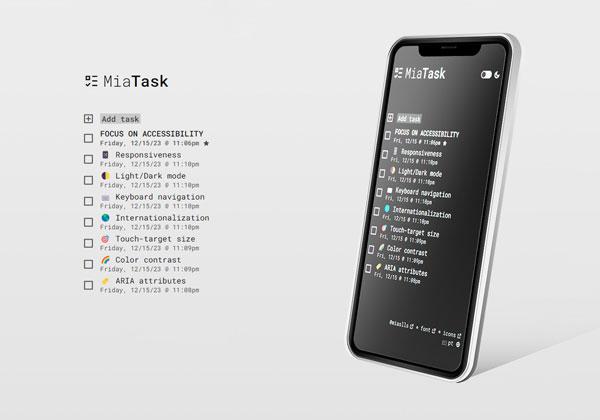 MiaTask
Add task
FOCUS ON ACCESSIBILITY
Friday, 12/15/23 @ 11:06pm ★
Responsiveness
Friday, 12/15/23 @ 11:10pm
Light/Dark mode
Friday, 12/15/23 @ 11:10pm
Keyboard navigation
Friday, 12/15/23 @ 11:10pm
Internationalization
Friday, 12/15/23 @ 11:10pm
Touch-target size
Friday, 12/15/23 @ 11:09pm
Color contrast
Friday, 12/15/23 @ 11:09pm
ARIA attributes
Friday, 12/15/23 @ 11:08pm
MiaTask
Add task
FOCUS ON ACCESSIBILITY
Fri, 12/15 @ 11:06pm ★
Responsiveness
Fri, 12/15 @ 11:10pm
Light/Dark mode
Fri, 12/15 @ 11:10pm
Keyboard navigation
Fri, 12/15 @ 11:10pm
Internationalization
Fri, 12/15 @ 11:10pm
Touch-target size
Fri, 12/15 @ 11:09pm
Color contrast
Fri, 12/15 @ 11:09pm
ARIA attributes
Fri, 12/15 @ 11:08pm
font icons
pt